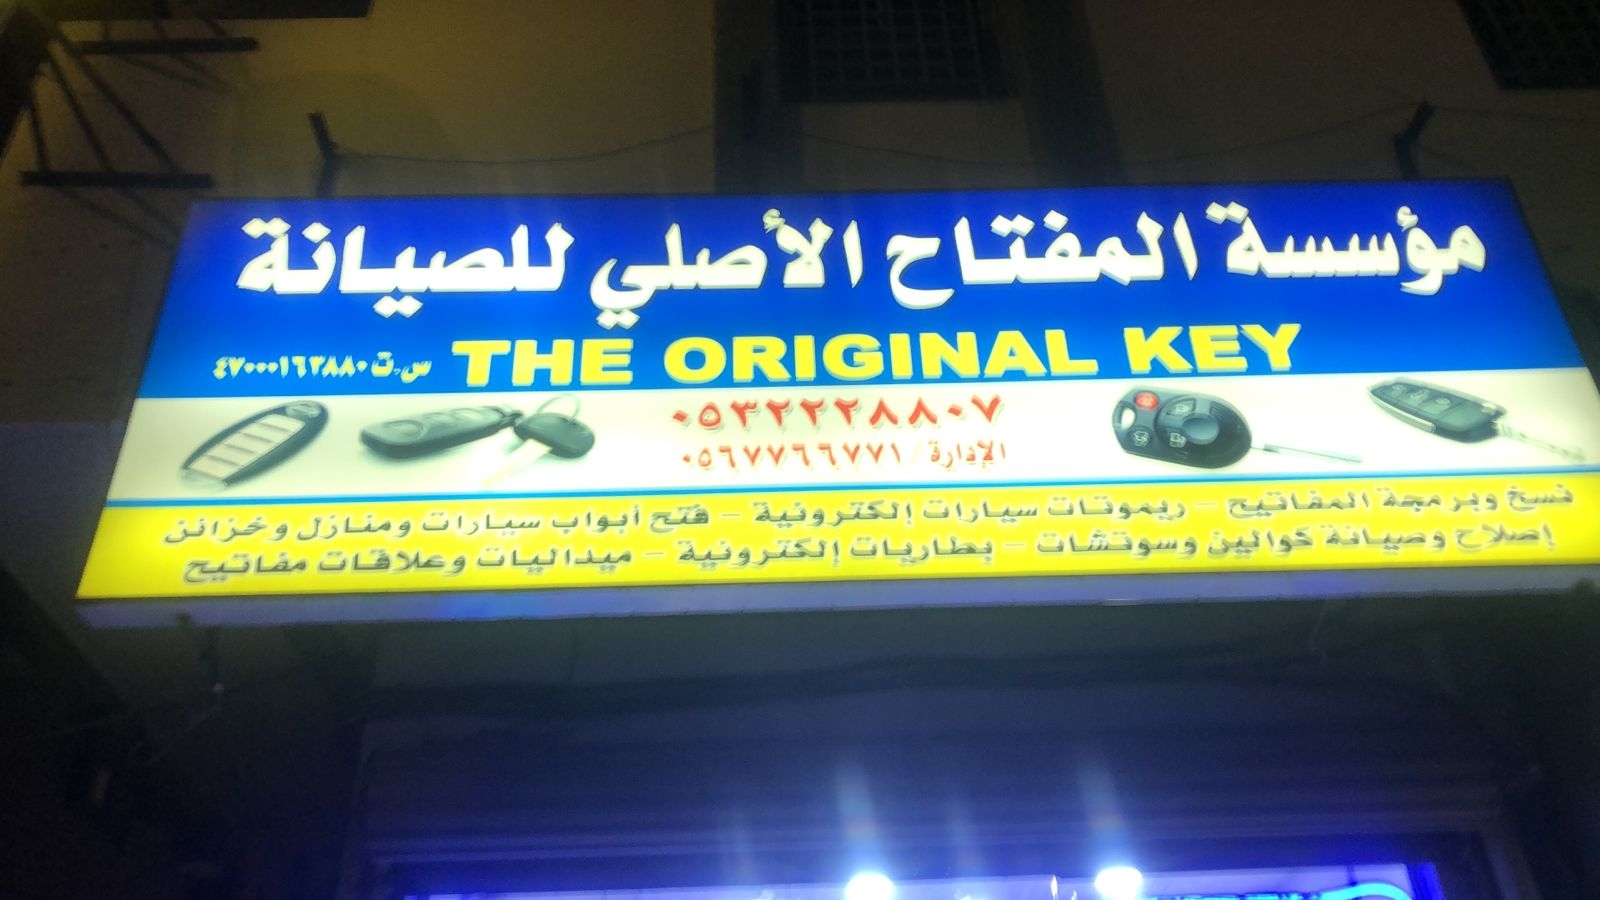 مؤسسة المفتاح الأصلي للصيانة
THE ORIGINAL KEY
س.ت ٤٧٠٠٠١٦٣٨٨٠
٠٥٣٢٢٢٨٨٠٧
الإدارة / ٠٥٦٧٧٦٦٧٧١
نسخ وبرمجة المفاتيح - ريموتات سيارات إلكترونية - فتح أبواب سيارات ومنازل وخزائن
إصلاح وصيانة كوالين وسوتشات - بطاريات إلكترونية - ميداليات وعلاقات مفاتيح